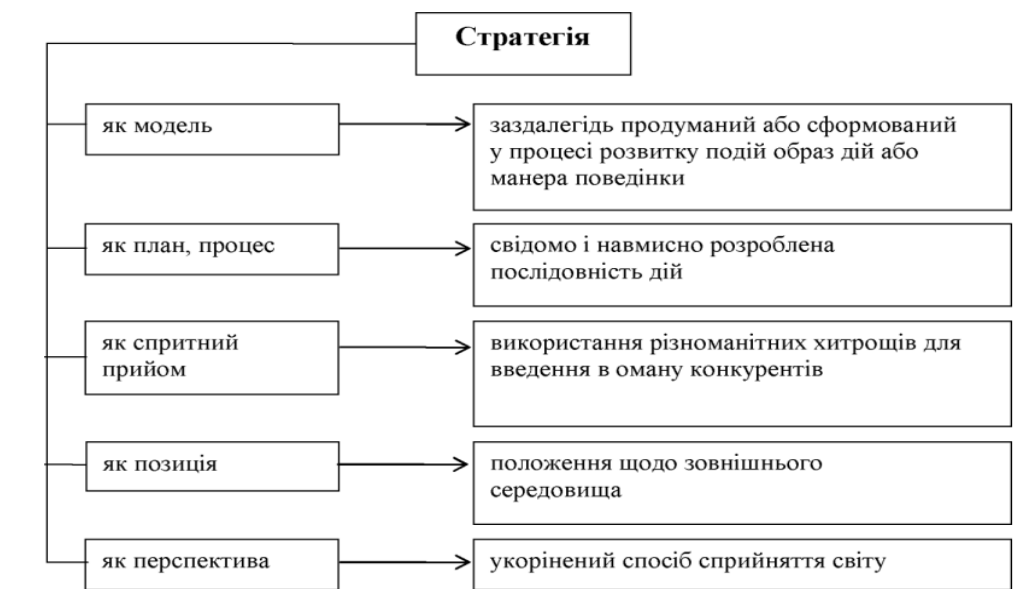 Стратегія
як модель
заздалегідь продуманий або сформований
у процесі розвитку подій образ дій або
манера поведінки
як план, процес
свідомо і навмисно розроблена
послідовність дій
як спритний
прийом
використання різноманітних хитрощів для
введення в оману конкурентів
як позиція
положення щодо зовнішнього
середовища
як перспектива
укорінений спосіб сприйняття світу